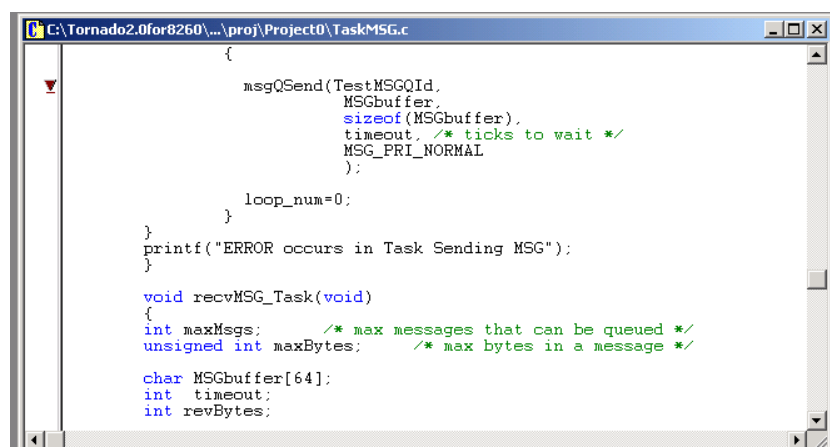 C:\Tornado2.0for8260\...\proj\Project0\TaskMSG.c
{
msgQSend(TestMSGQId,
MSGbuffer,
sizeof(MSGbuffer),
timeout, /* ticks to wait */
MSG_PRI_NORMAL
);
loop_num=0;
}
}
printf("ERROR occurs in Task Sending MSG");
}
void recvMSG_Task(void)
{
int maxMsgs; /* max messages that can be queued */
unsigned int maxBytes; /* max bytes in a message */
char MSGbuffer[64];
int timeout;
int revBytes;